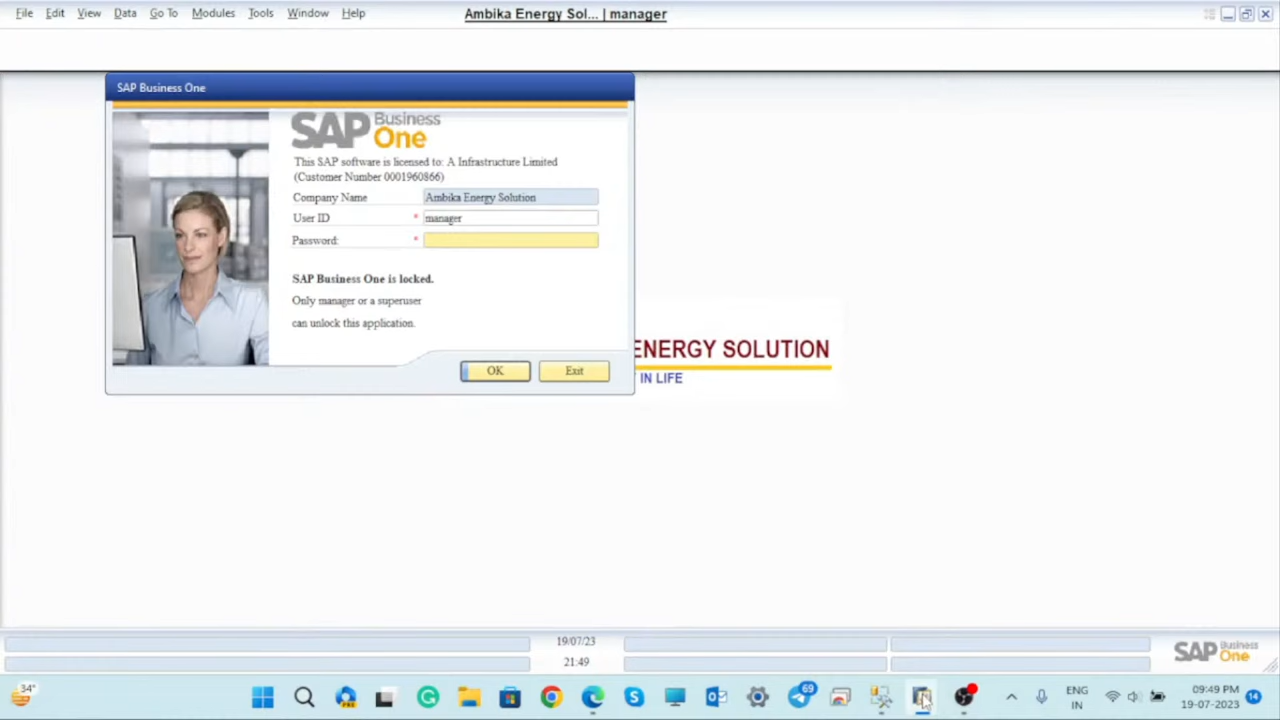 File Edit View Data Go To Modules Tools Window Help
Ambika Energy Sol... | manager
SAP Business One
SAP Business One
This SAP software is licensed to: A Infrastructure Limited
(Customer Number 0001960866)
Company Name Ambika Energy Solution
User ID * manager
Password: *
SAP Business One is locked.
Only manager or a superuser
can unlock this application.
OK Exit
ENERGY SOLUTION
IN LIFE
19/07/23
21:49
SAP Business One
34°
69
ENG
IN
09:49 PM
19-07-2023
14